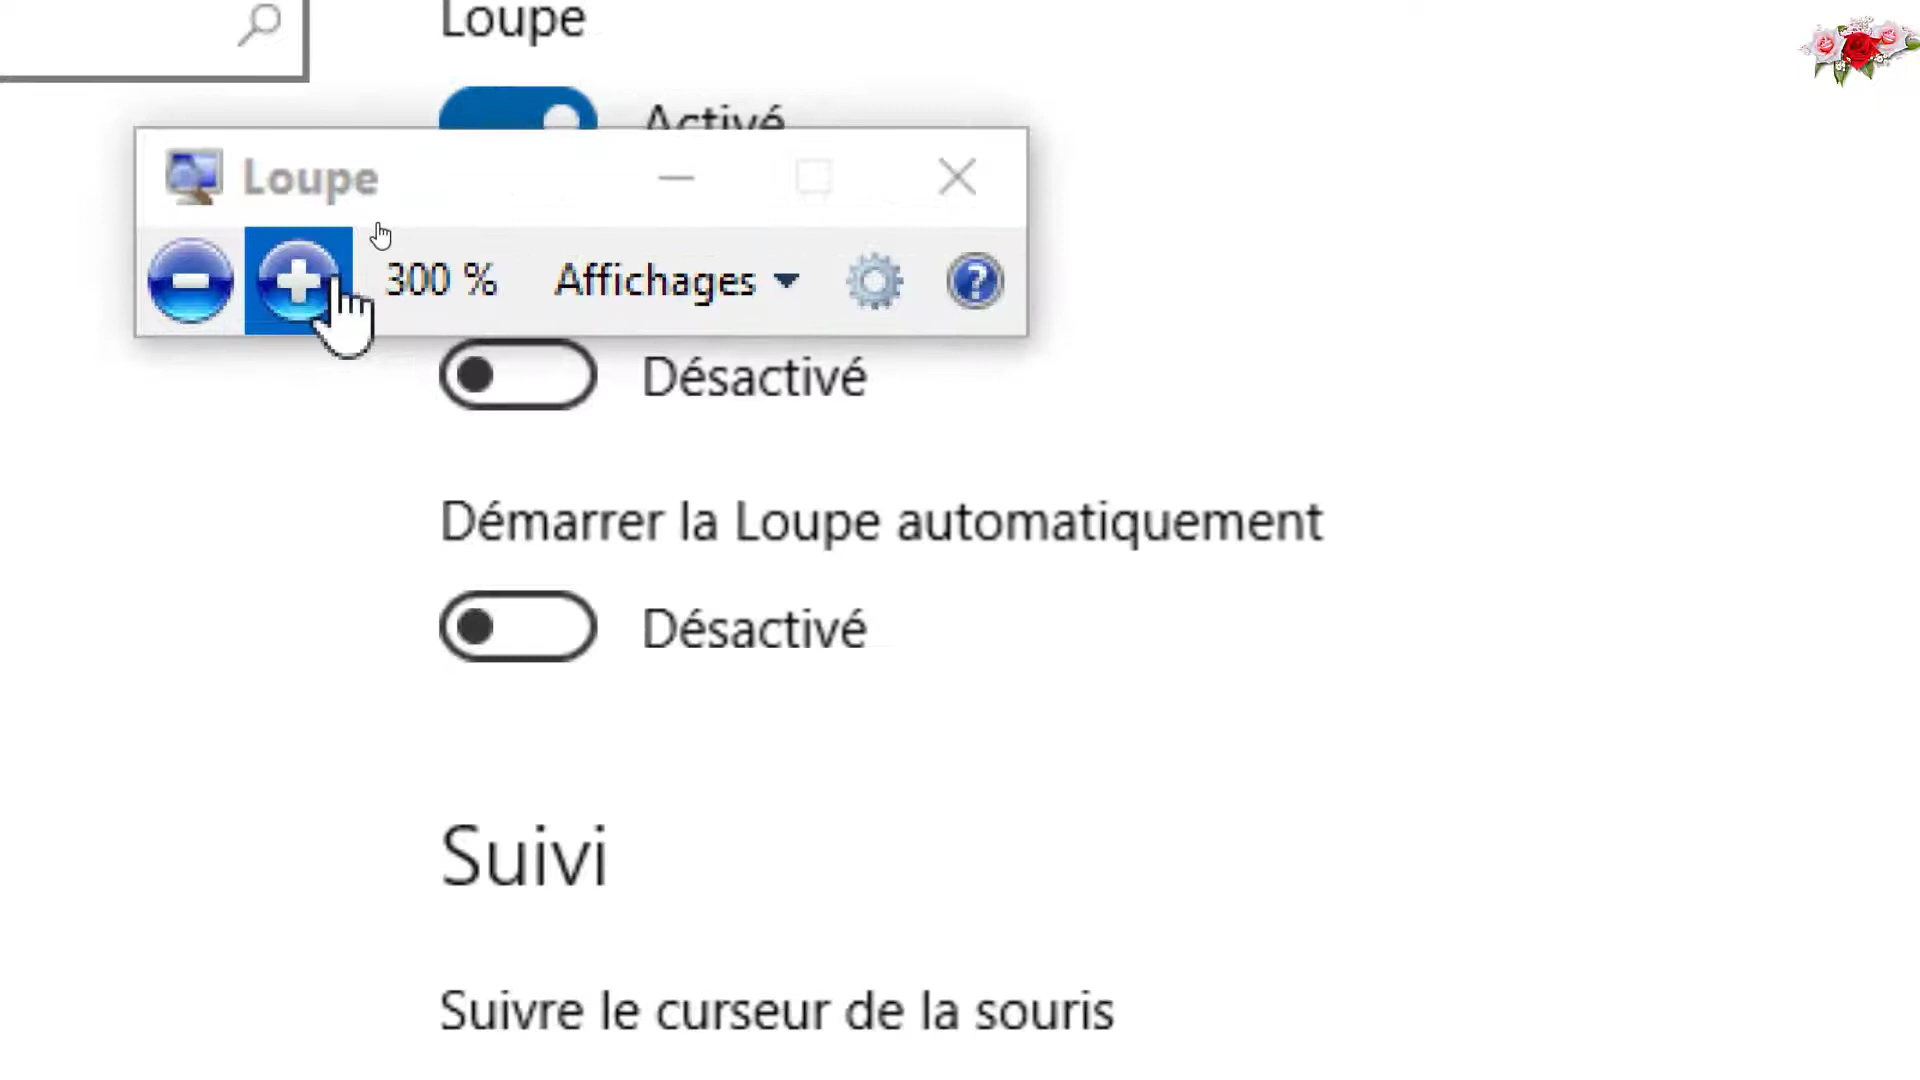 Loupe
Activé
Loupe
300 %
Affichages
Désactivé
Démarrer la Loupe automatiquement
Désactivé
Suivi
Suivre le curseur de la souris